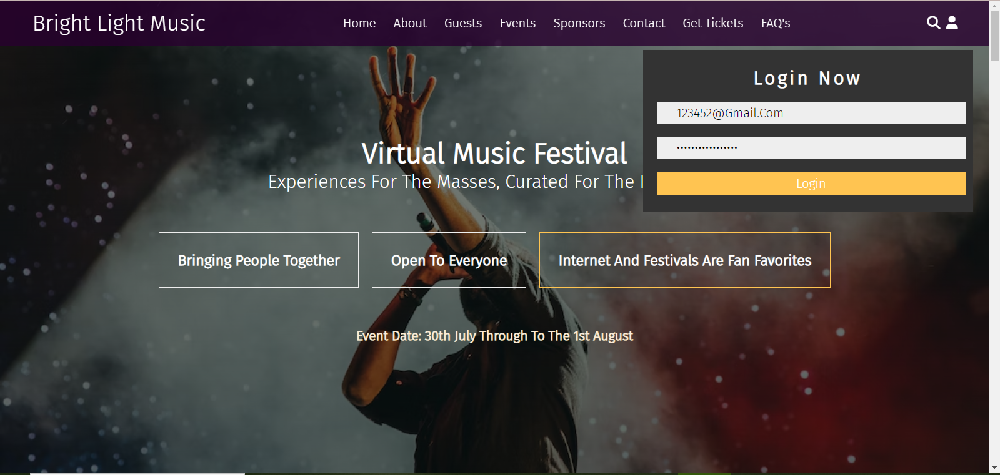 Bright Light Music
Home About Guests Events Sponsors Contact Get Tickets FAQ's
Login Now
123452@Gmail.Com
Login
Virtual Music Festival
Experiences For The Masses, Curated For The
Bringing People Together
Open To Everyone
Internet And Festivals Are Fan Favorites
Event Date: 30th July Through To The 1st August